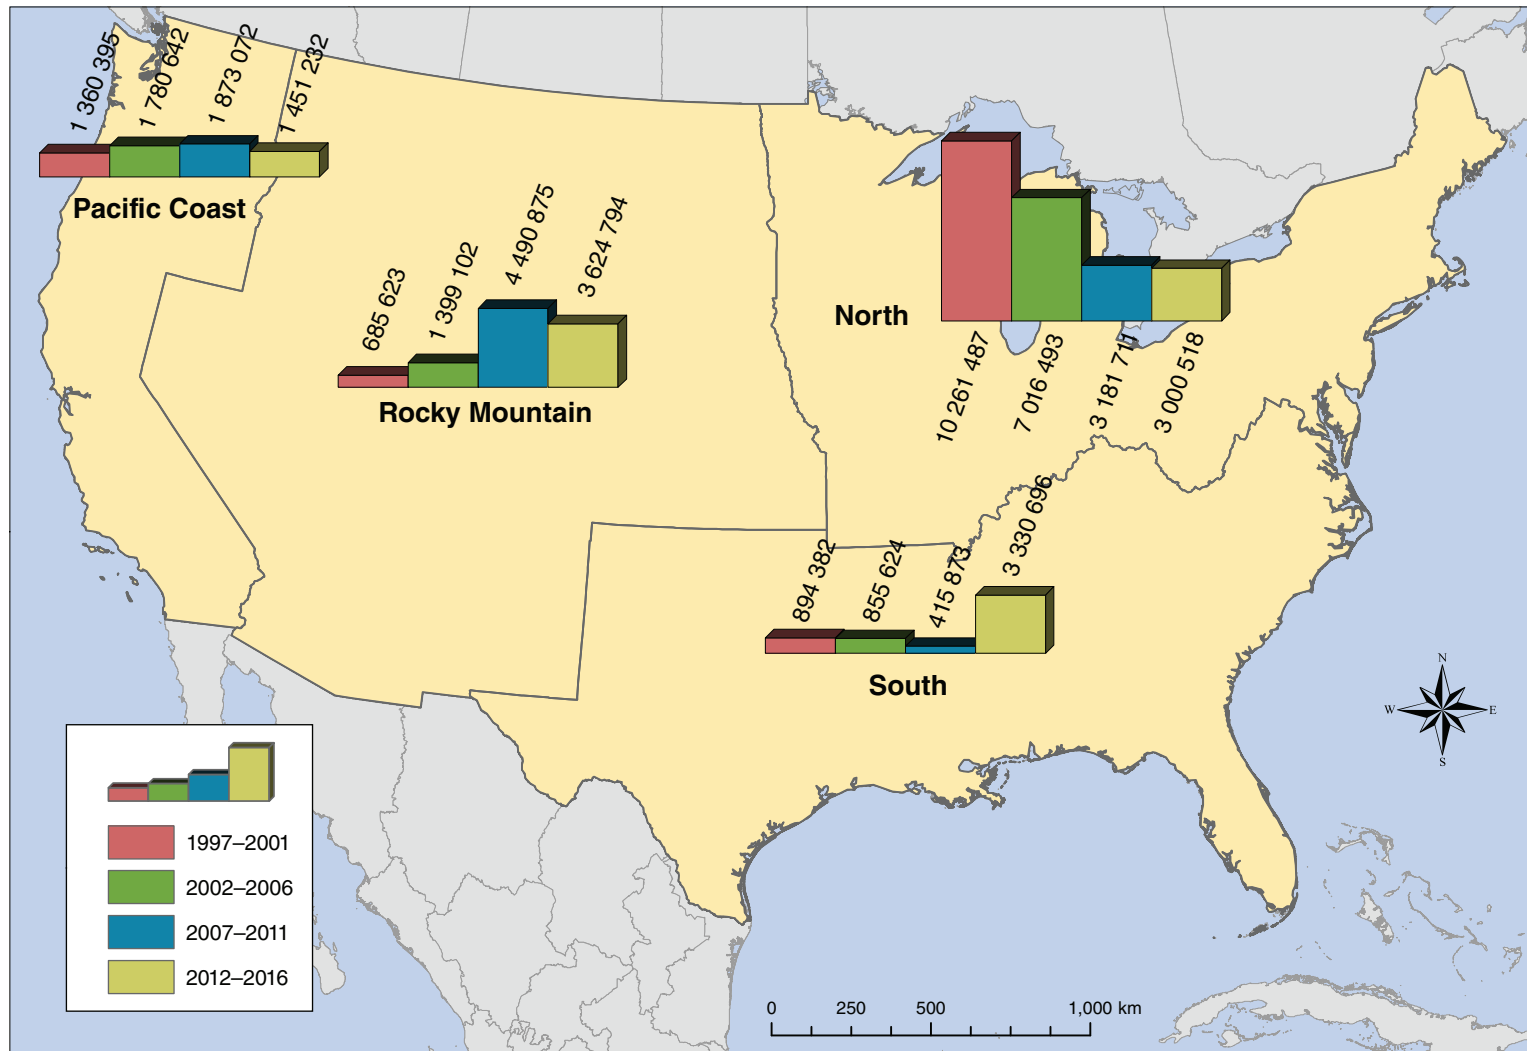 1 360 395
1 780 642
1 873 072
1 451 232
Pacific Coast
685 623
1 399 102
4 490 875
3 624 794
Rocky Mountain
North
10 261 487
7 016 493
3 181 711
3 000 518
894 382
855 624
415 873
3 330 696
South
N
W E
S
1997–2001
2002–2006
2007–2011
2012–2016
0 250 500 1,000 km